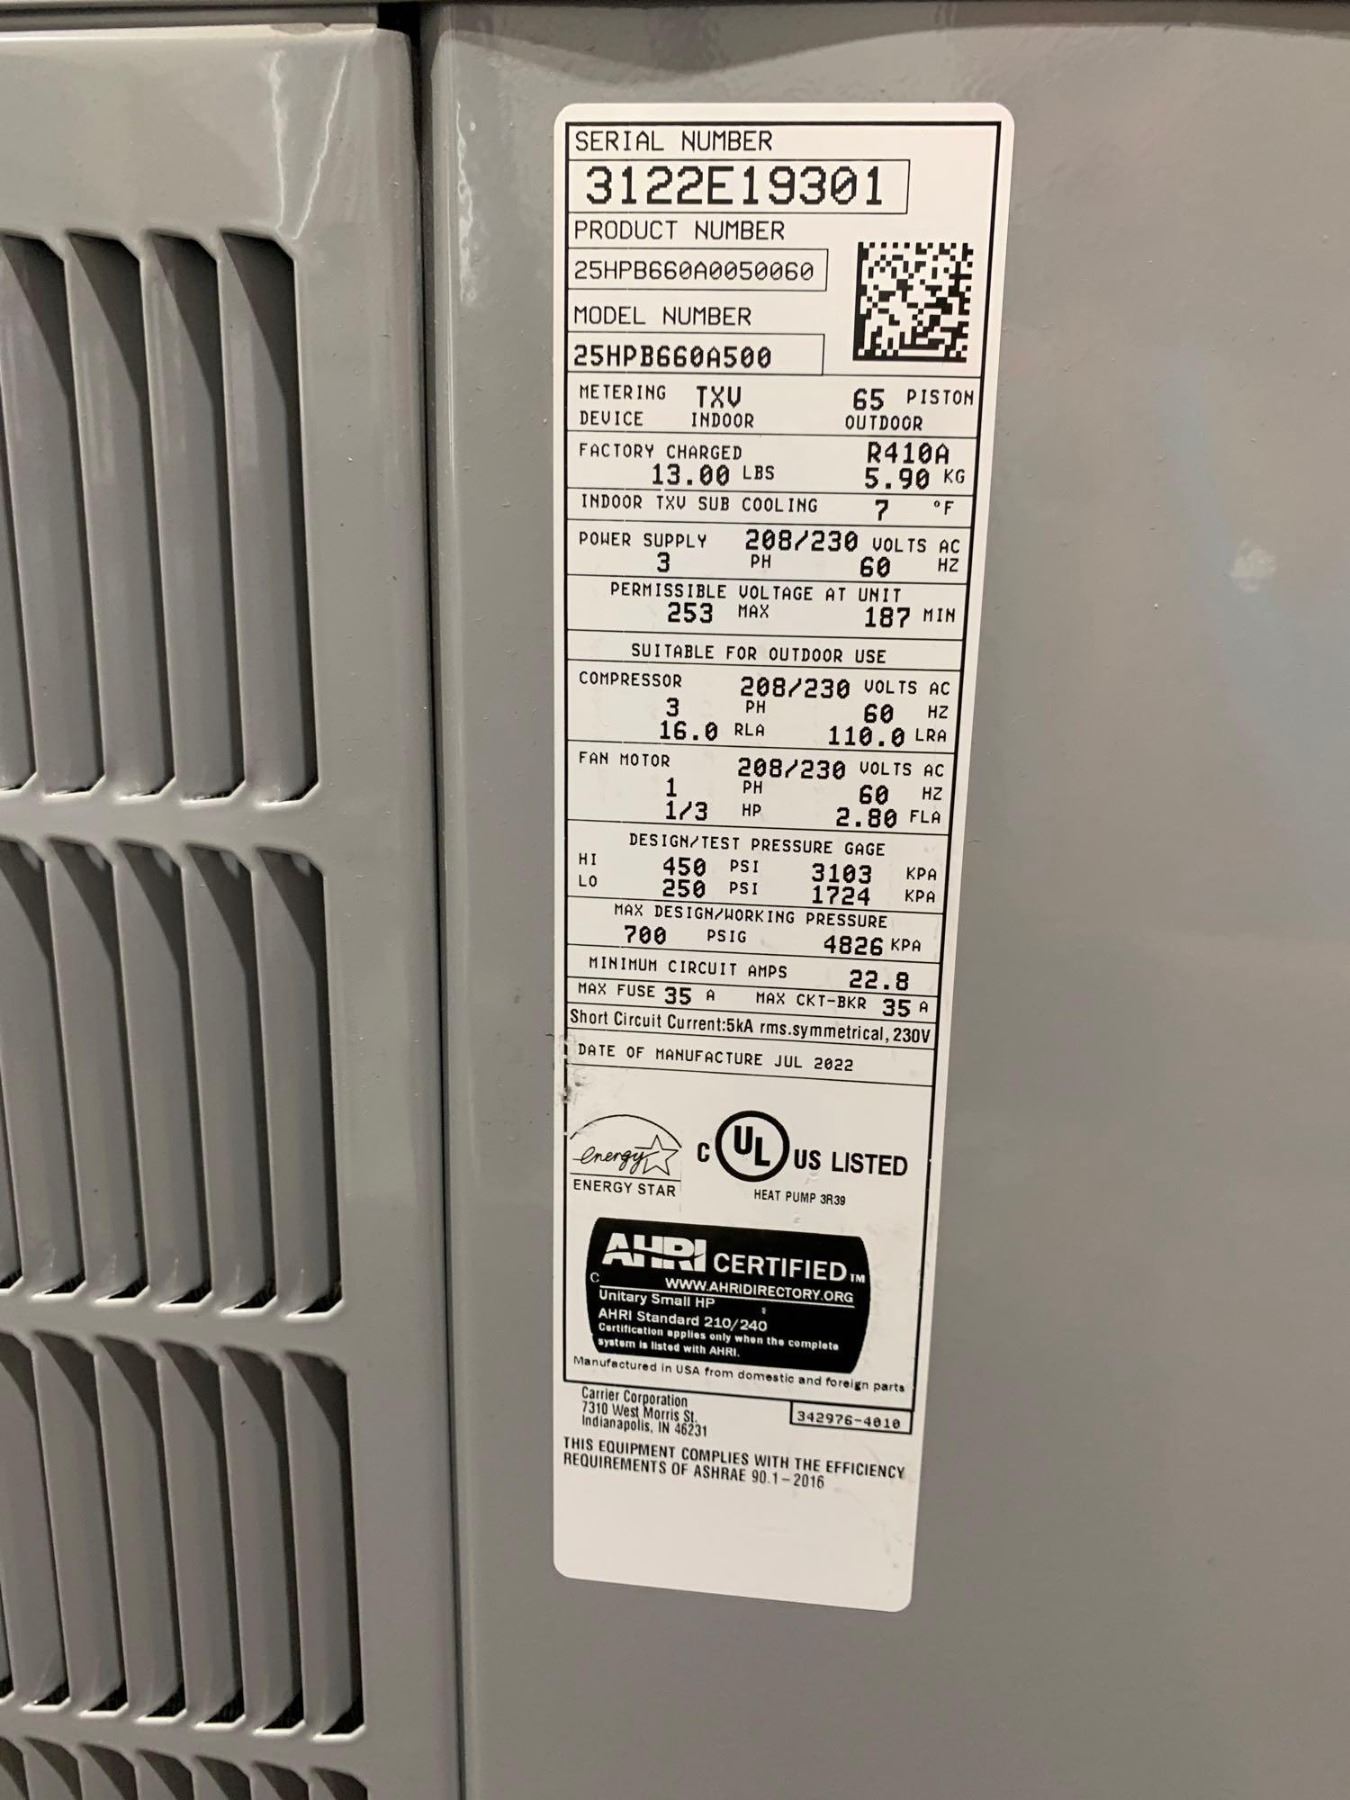 SERIAL NUMBER
3122E19301
PRODUCT NUMBER
25HPB660A0050060
MODEL NUMBER
25HPB660A500
METERING TXV 65 PISTON
DEVICE INDOOR OUTDOOR
FACTORY CHARGED R410A
13.00 LBS 5.90 KG
INDOOR TXV SUB COOLING 7 °F
POWER SUPPLY 208/230 VOLTS AC
3 PH 60 HZ
PERMISSIBLE VOLTAGE AT UNIT
253 MAX 187 MIN
SUITABLE FOR OUTDOOR USE
COMPRESSOR 208/230 VOLTS AC
3 PH 60 HZ
16.0 RLA 110.0 LRA
FAN MOTOR 208/230 VOLTS AC
1 PH 60 HZ
1/3 HP 2.80 FLA
DESIGN/TEST PRESSURE GAGE
HI 450 PSI 3103 KPA
LO 250 PSI 1724 KPA
MAX DESIGN/WORKING PRESSURE
700 PSIG 4826 KPA
MINIMUM CIRCUIT AMPS 22.8
MAX FUSE 35 A MAX CKT-BKR 35 A
Short Circuit Current:5kA rms.symmetrical, 230V
DATE OF MANUFACTURE JUL 2022
energy
ENERGY STAR
C UL US LISTED
HEAT PUMP 3R39
AHRI CERTIFIED TM
C WWW.AHRIDIRECTORY.ORG
Unitary Small HP
AHRI Standard 210/240
Certification applies only when the complete
system is listed with AHRI.
Manufactured in USA from domestic and foreign parts
Carrier Corporation
7310 West Morris St.
Indianapolis, IN 46231
342976-4010
THIS EQUIPMENT COMPLIES WITH THE EFFICIENCY
REQUIREMENTS OF ASHRAE 90.1-2016